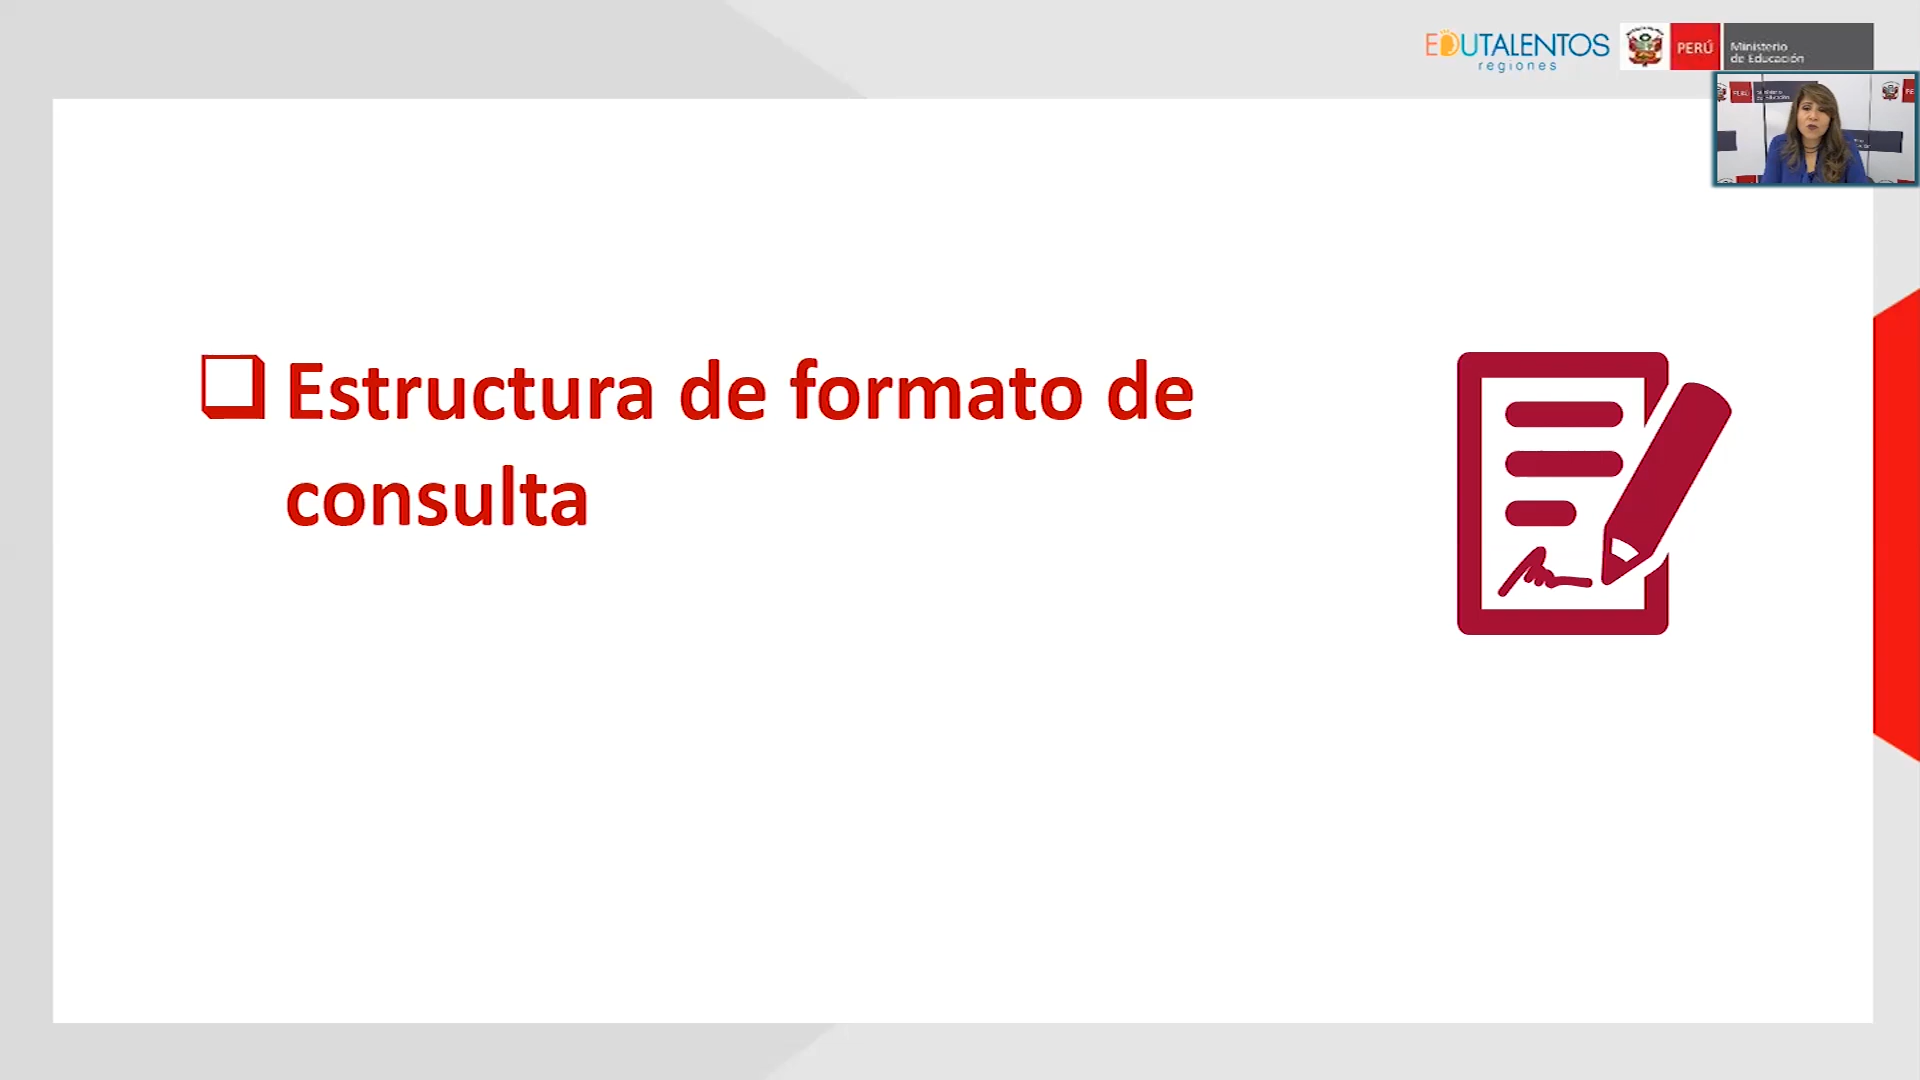 EDUTALENTOS
regiones
PERÚ
Ministerio
de Educación
Estructura de formato de
consulta